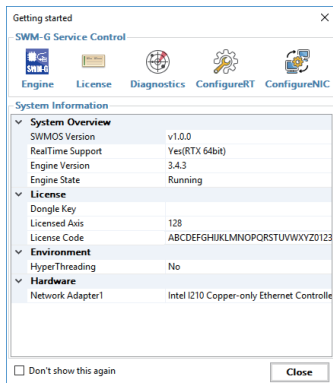 Getting started
SWM-G Service Control
SWM-G
Engine License Diagnostics ConfigureRT ConfigureNIC
System Information
System Overview
SWMOS Version v1.0.0
RealTime Support Yes(RTX 64bit)
Engine Version 3.4.3
Engine State Running
License
Dongle Key
Licensed Axis 128
License Code ABCDEFGHIJKLMNOPQRSTUVWXYZ0123
Environment
HyperThreading No
Hardware
Network Adapter1 Intel I210 Copper-only Ethernet Controlle
Don't show this again Close